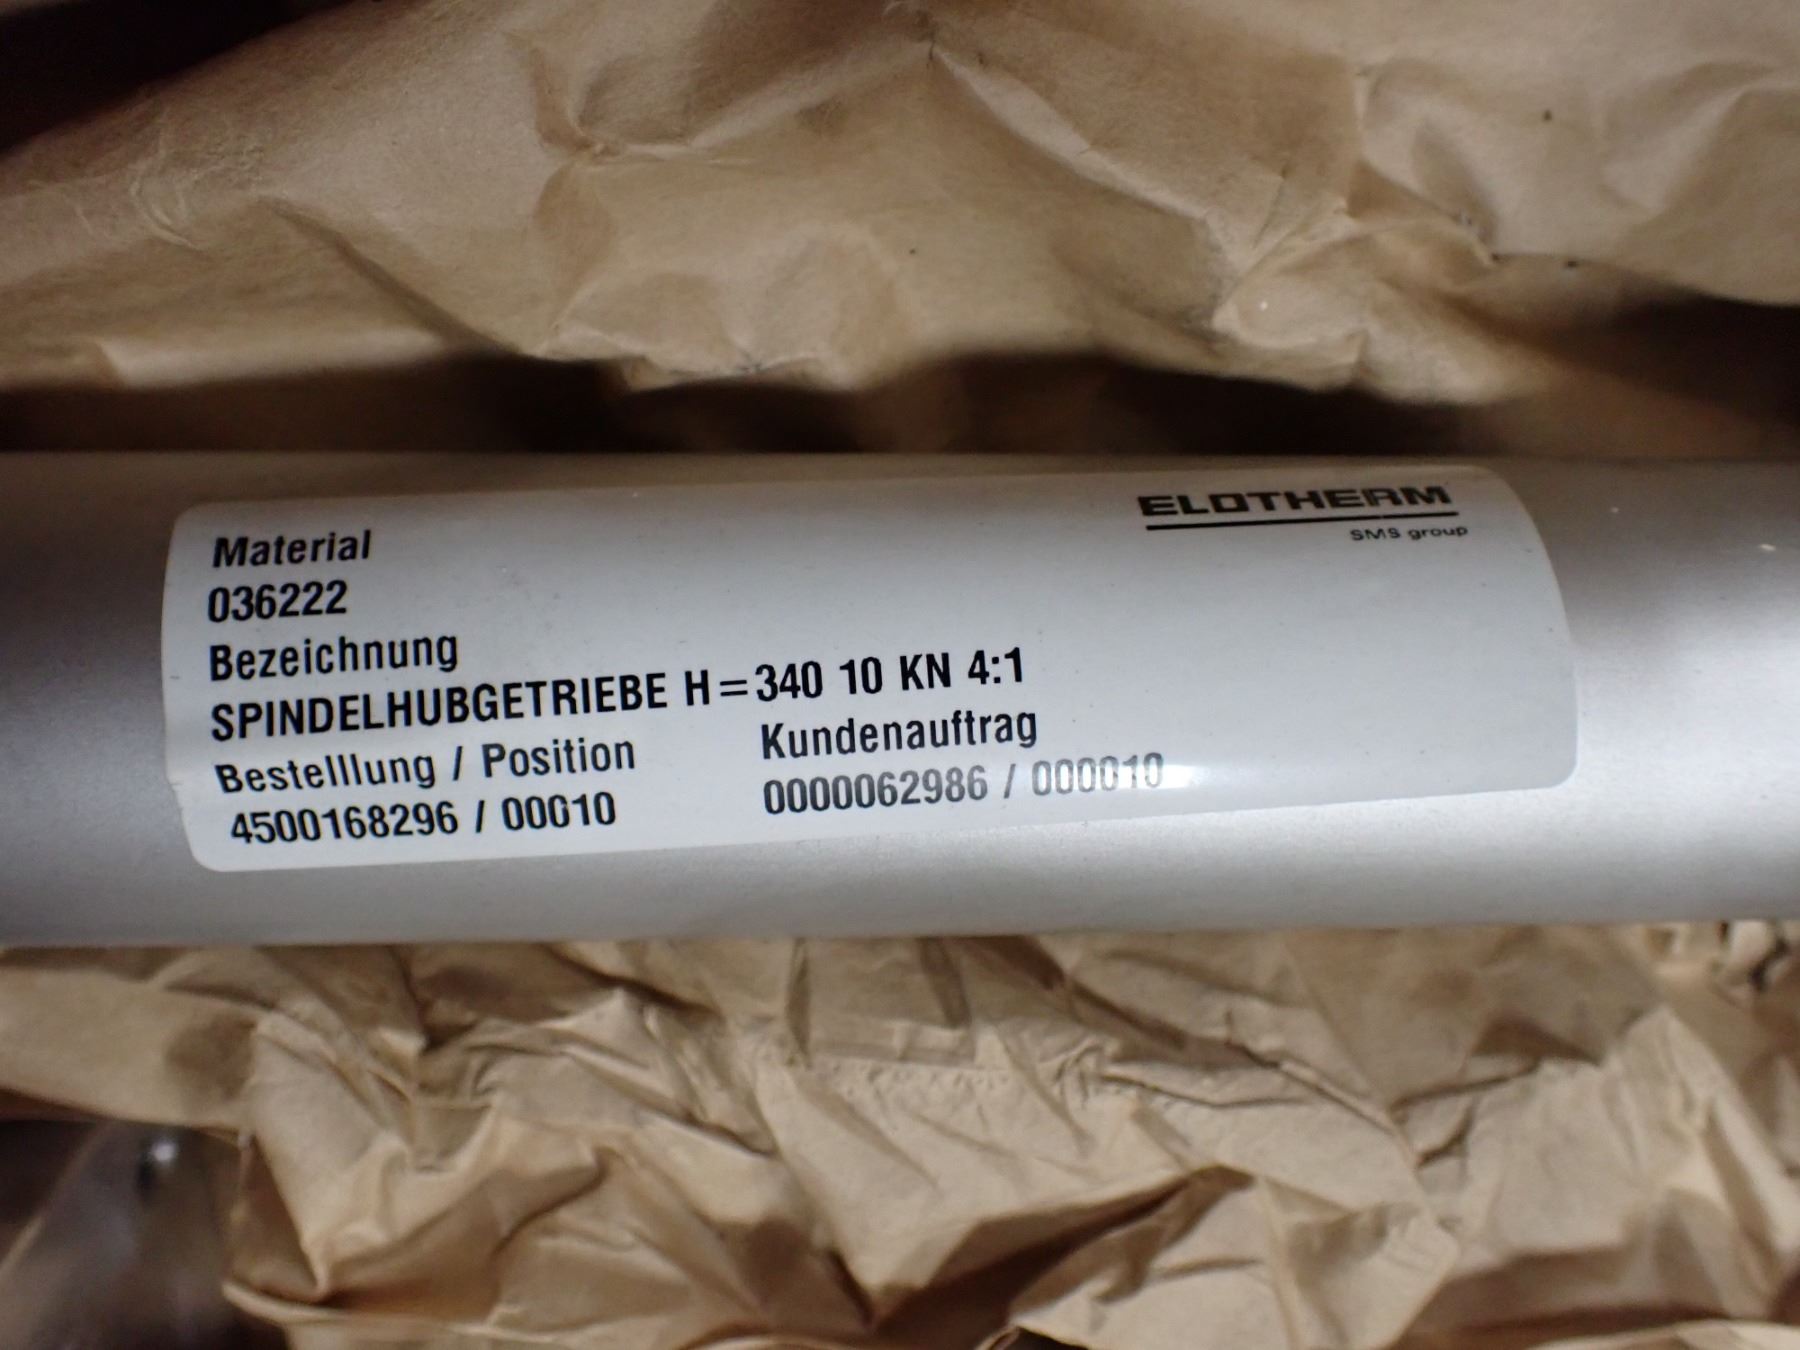 ELOTHERM
SMS group
Material
036222
Bezeichnung
SPINDELHUBGETRIEBE H=340 10 KN 4:1
Bestelllung / Position Kundenauftrag
4500168296 / 00010 0000062986 / 000010